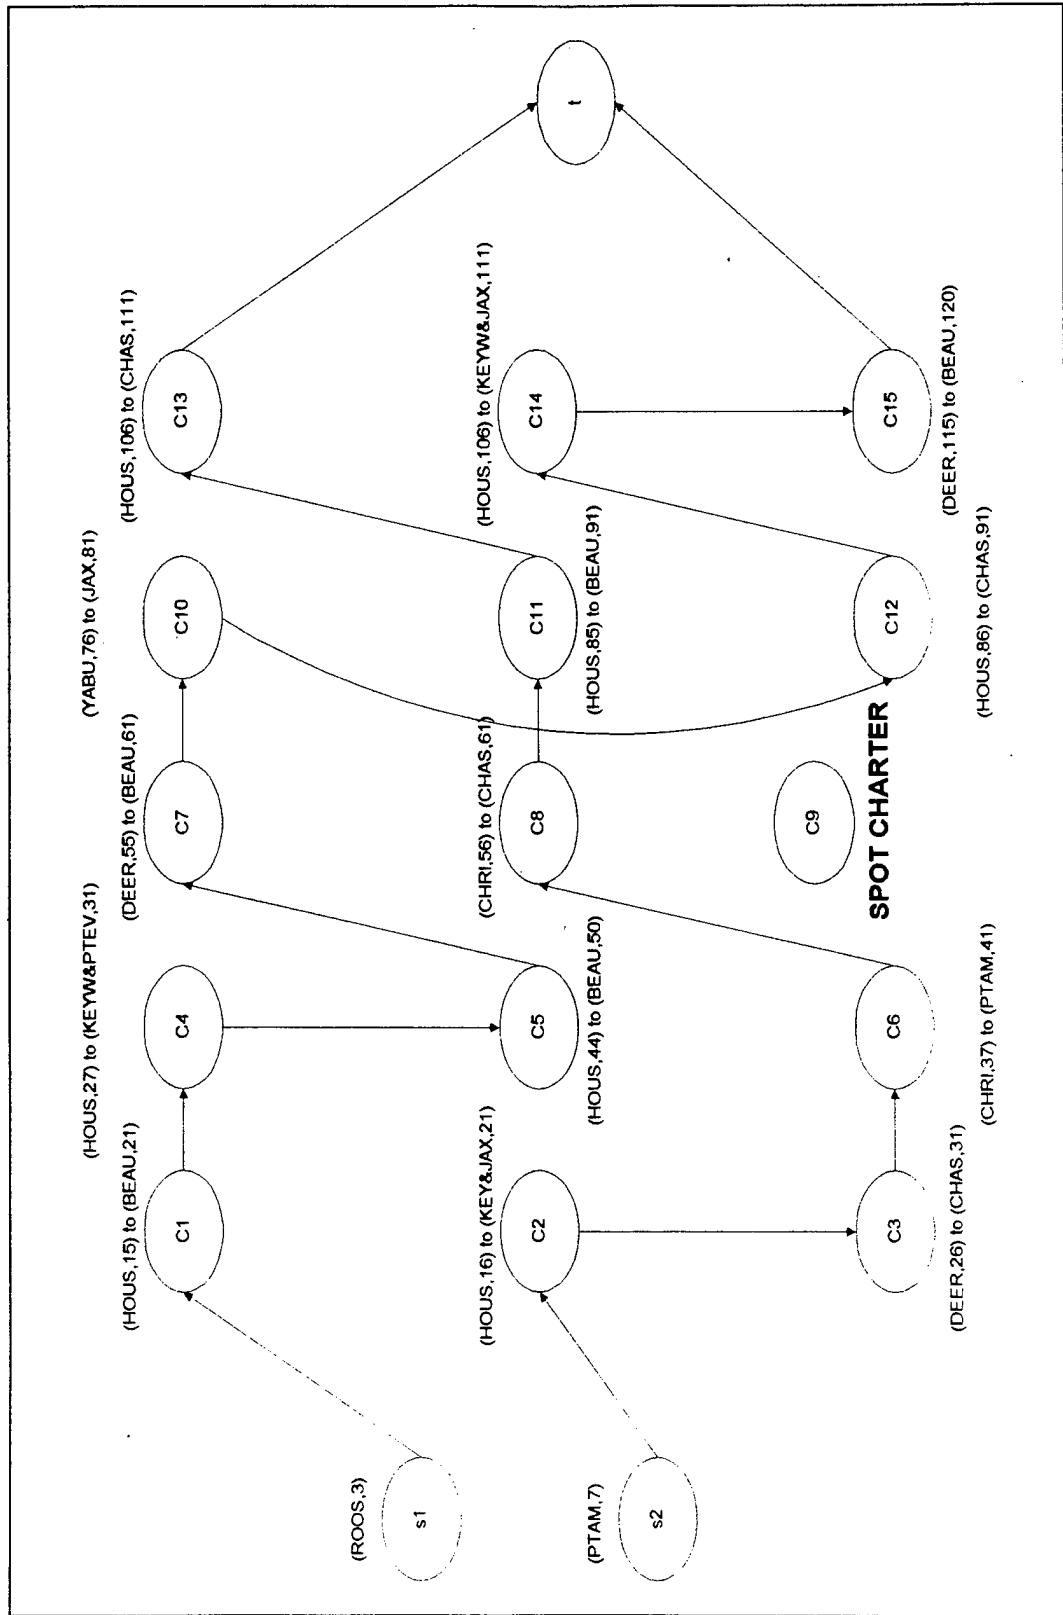 (HOUS,27) to (KEYW&PTEV,31)
(YABU,76) to (JAX,81)
(HOUS,15) to (BEAU,21)
(DEER,55) to (BEAU,61)
(HOUS,106) to (CHAS,111)
C1
C4
C7
C10
C13
(ROOS,3)
s1
(HOUS,16) to (KEY&JAX,21)
(CHRI,56) to (CHAS,61)
(HOUS,106) to (KEYW&JAX,111)
C2
C5
C8
C11
C14
t
(PTAM,7)
(HOUS,44) to (BEAU,50)
(HOUS,85) to (BEAU,91)
s2
C9
SPOT CHARTER
C3
C6
C12
C15
(DEER,26) to (CHAS,31)
(DEER,115) to (BEAU,120)
(CHRI,37) to (PTAM,41)
(HOUS,86) to (CHAS,91)